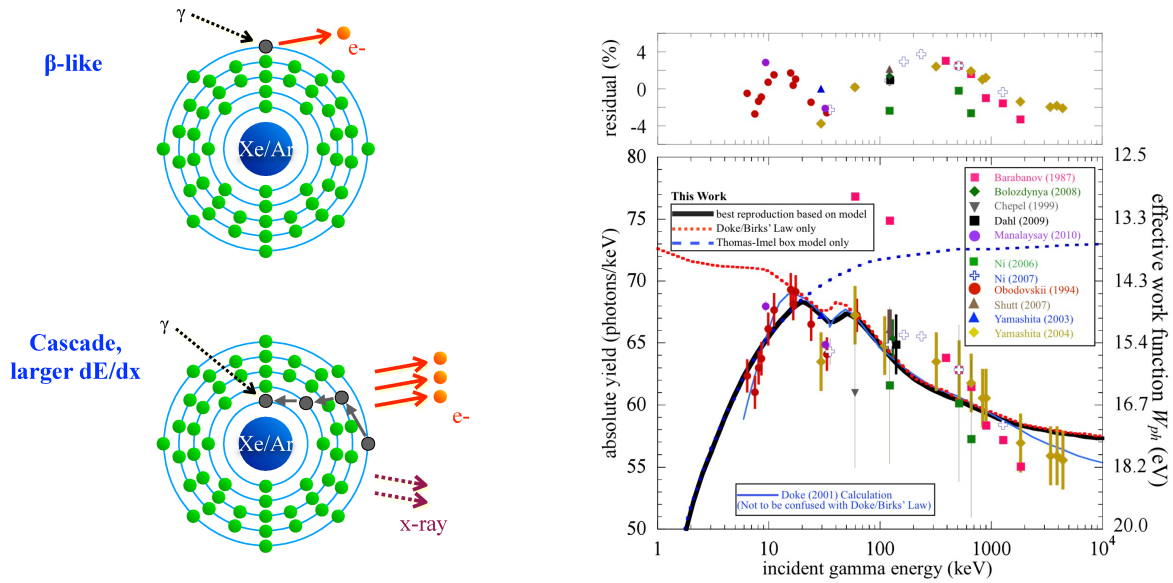 β-like
γ
e-
Xe/Ar
Cascade,
larger dE/dx
γ
Xe/Ar
e-
x-ray
residual (%)
4
0
-4
absolute yield (photons/keV)
80
75
70
65
60
55
50
12.5
13.3
14.3
15.4
16.7
18.2
20.0
effective work function Wph (eV)
This Work
best reproduction based on model
Doke/Birks' Law only
Thomas-Imel box model only
Barabanov (1987)
Bolozdynya (2008)
Chepel (1999)
Dahl (2009)
Manalaysay (2010)
Ni (2006)
Ni (2007)
Obodovskii (1994)
Shutt (2007)
Yamashita (2003)
Yamashita (2004)
Doke (2001) Calculation
(Not to be confused with Doke/Birks' Law)
1 10 100 1000 10⁴
incident gamma energy (keV)